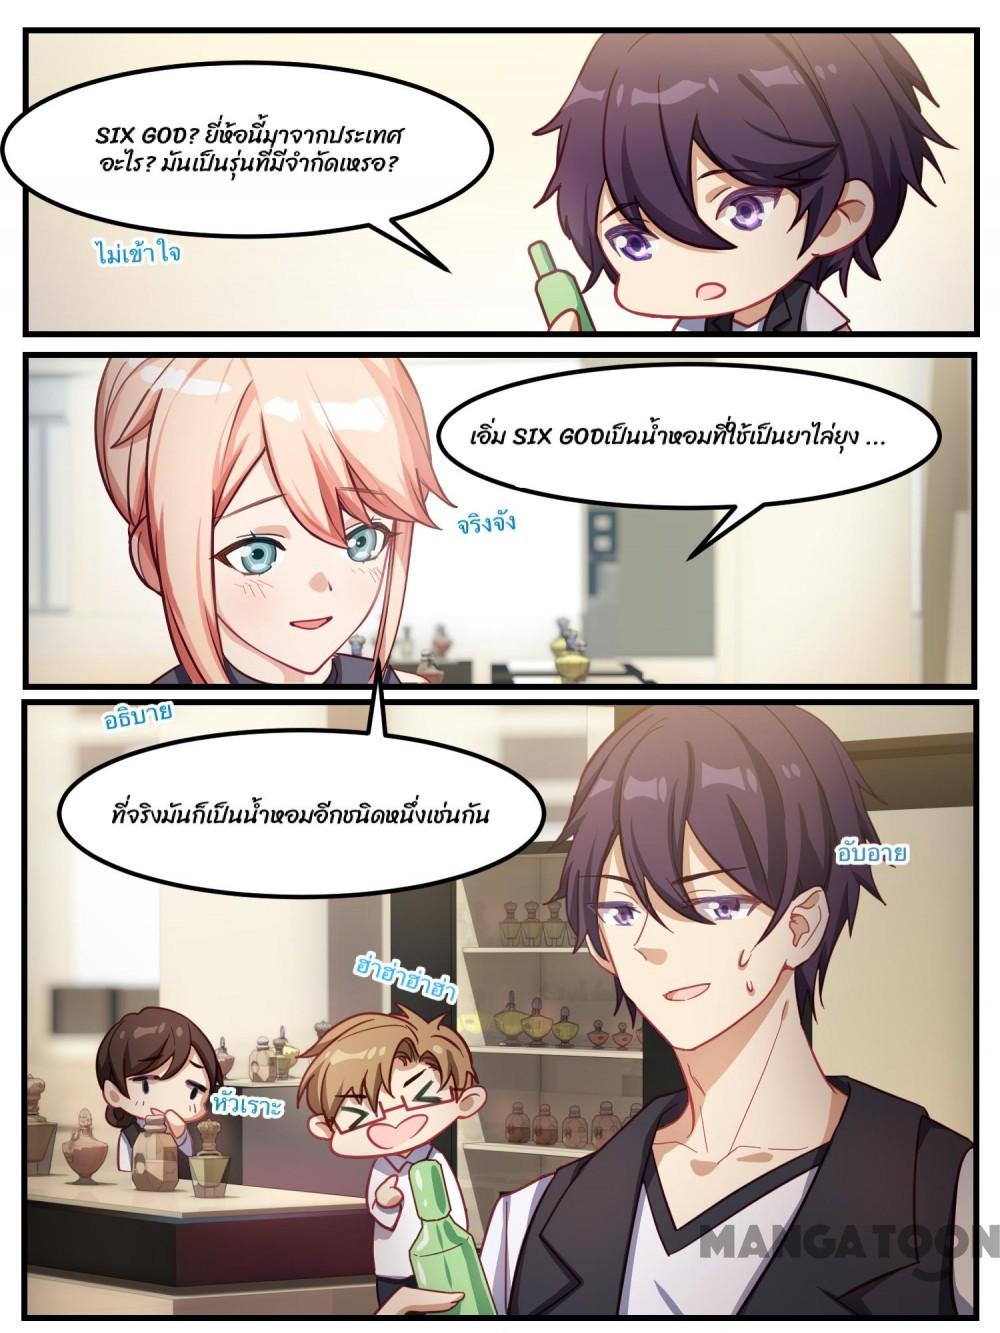 SIX GOD? ยี่ห้อนี้มาจากประเทศ
อะไร? มันเป็นรุ่นที่มีจำกัดเหรอ?
ไม่เข้าใจ
เอิ่ม SIX GODเป็นน้ำหอมที่ใช้เป็นยาไล่ยุง ...
จริงจัง
อธิบาย
ที่จริงมันก็เป็นน้ำหอมอีกชนิดหนึ่งเช่นกัน
อับอาย
ฮ่าฮ่าฮ่าฮ่า
หัวเราะ
MANGATOON